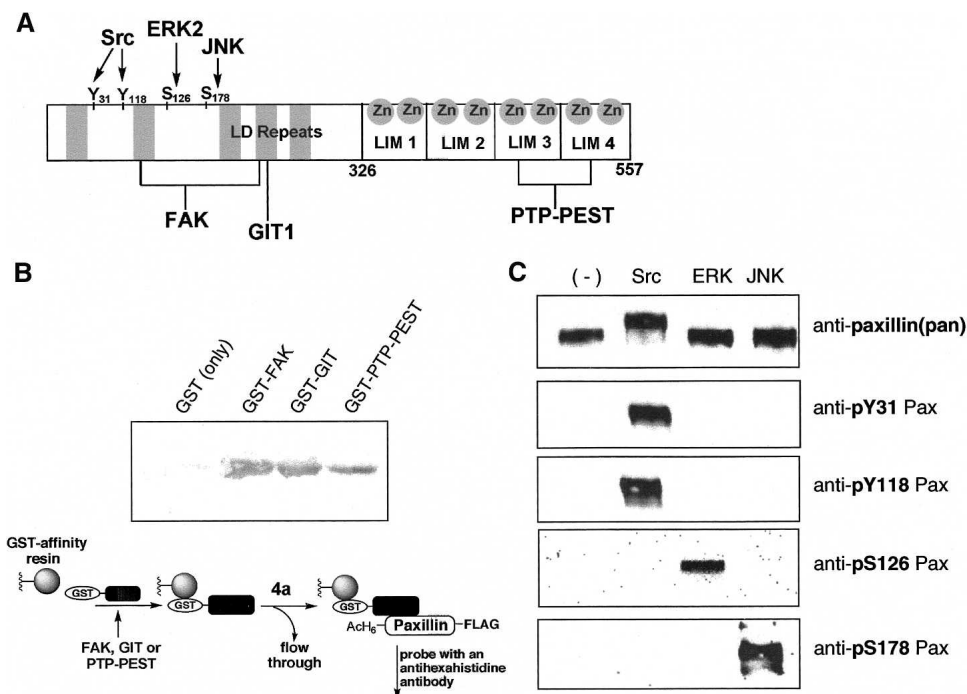 A
Src
ERK2
JNK
Y31 Y118 S126 S178
LD Repeats
Zn Zn Zn Zn Zn Zn Zn Zn
LIM 1 LIM 2 LIM 3 LIM 4
326 557
FAK
GIT1
PTP-PEST
B
GST (only)
GST-FAK
GST-GIT
GST-PTP-PEST
GST-affinity
resin
GST
FAK, GIT or
PTP-PEST
GST
4a
flow
through
GST
AcH6 Paxillin FLAG
probe with an
antihexahistidine
antibody
C
(-) Src ERK JNK
anti-paxillin(pan)
anti-pY31 Pax
anti-pY118 Pax
anti-pS126 Pax
anti-pS178 Pax